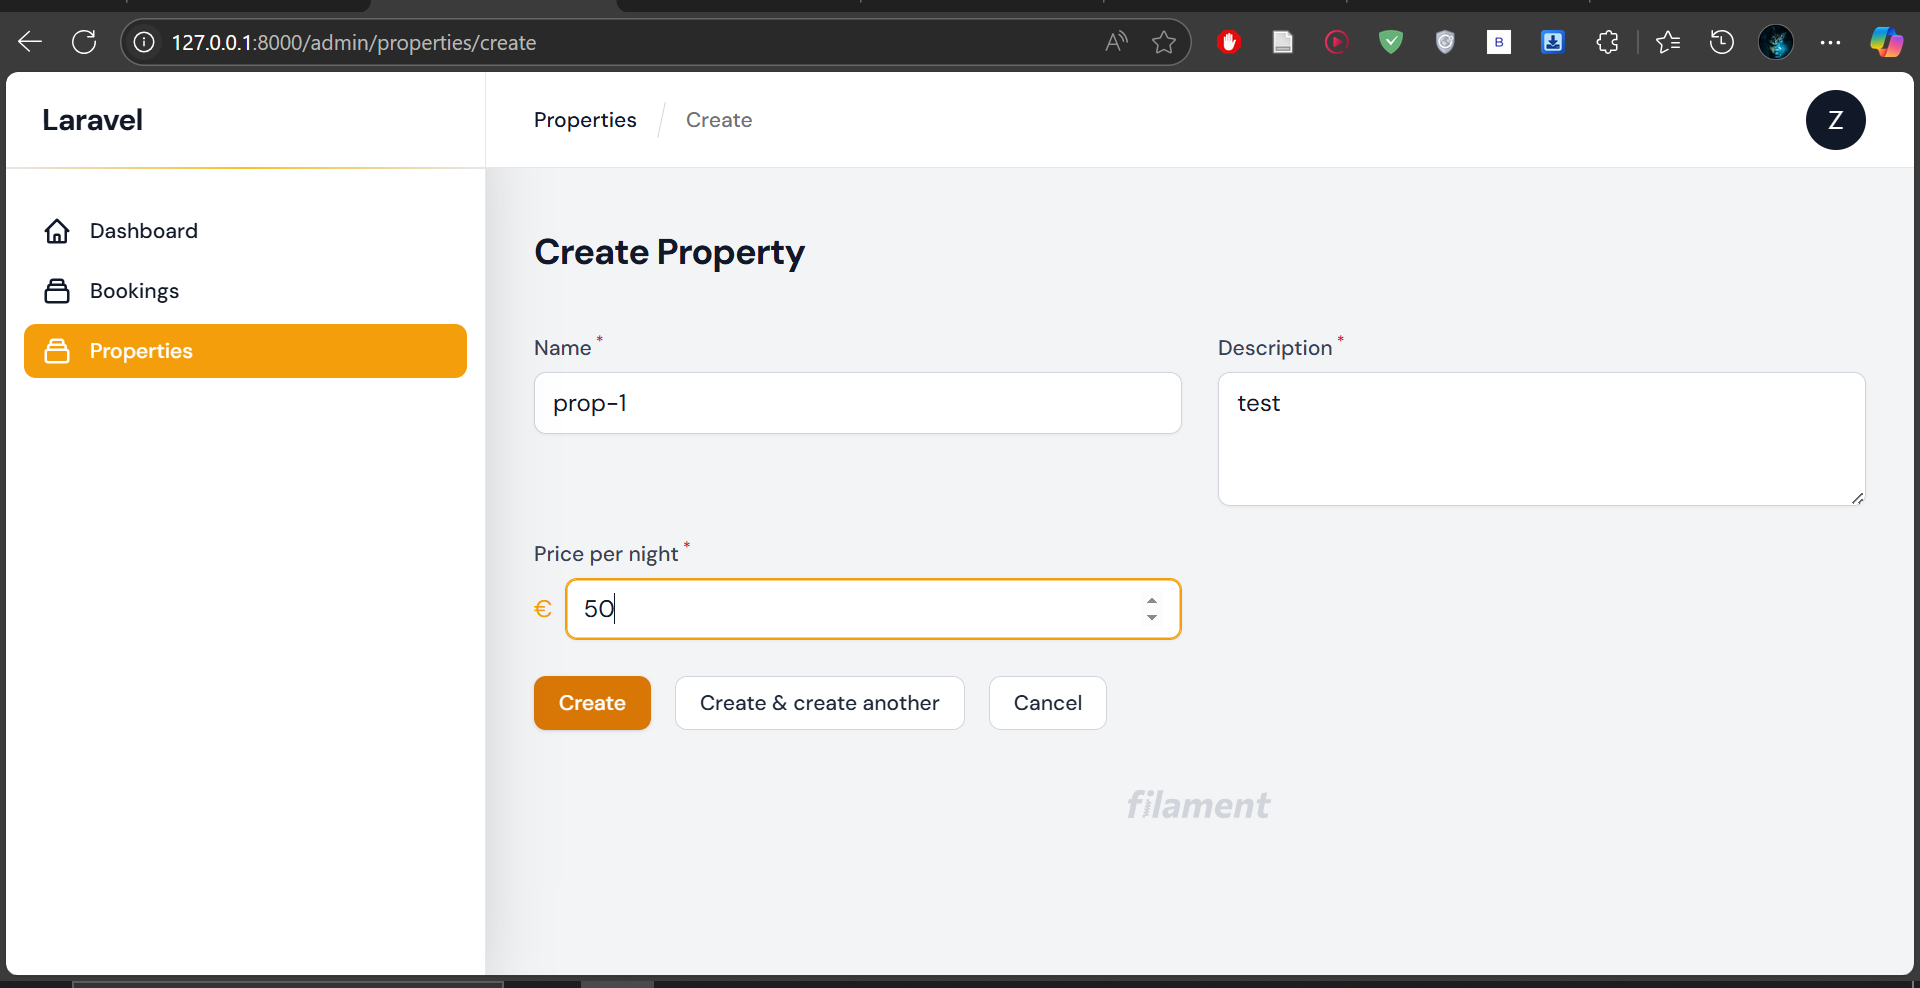 127.0.0.1:8000/admin/properties/create
B
Laravel
Properties
Create
Z
Dashboard
Bookings
Properties
Create Property
Name *
Description *
prop-1
test
Price per night *
€ 50
Create
Create & create another
Cancel
filament